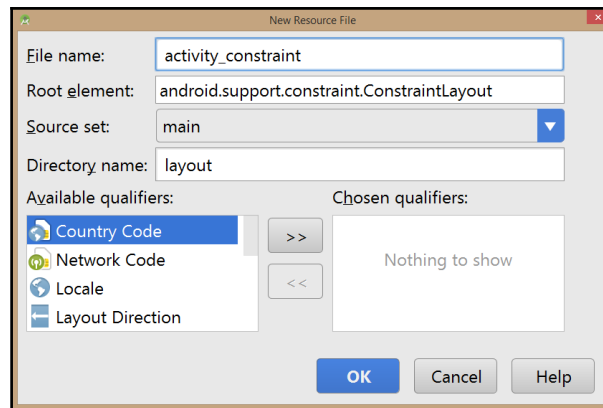 New Resource File
File name: activity_constraint
Root element: android.support.constraint.ConstraintLayout
Source set: main
Directory name: layout
Available qualifiers: Chosen qualifiers:
Country Code
Network Code
Locale
Layout Direction
>>
<<
Nothing to show
OK Cancel Help